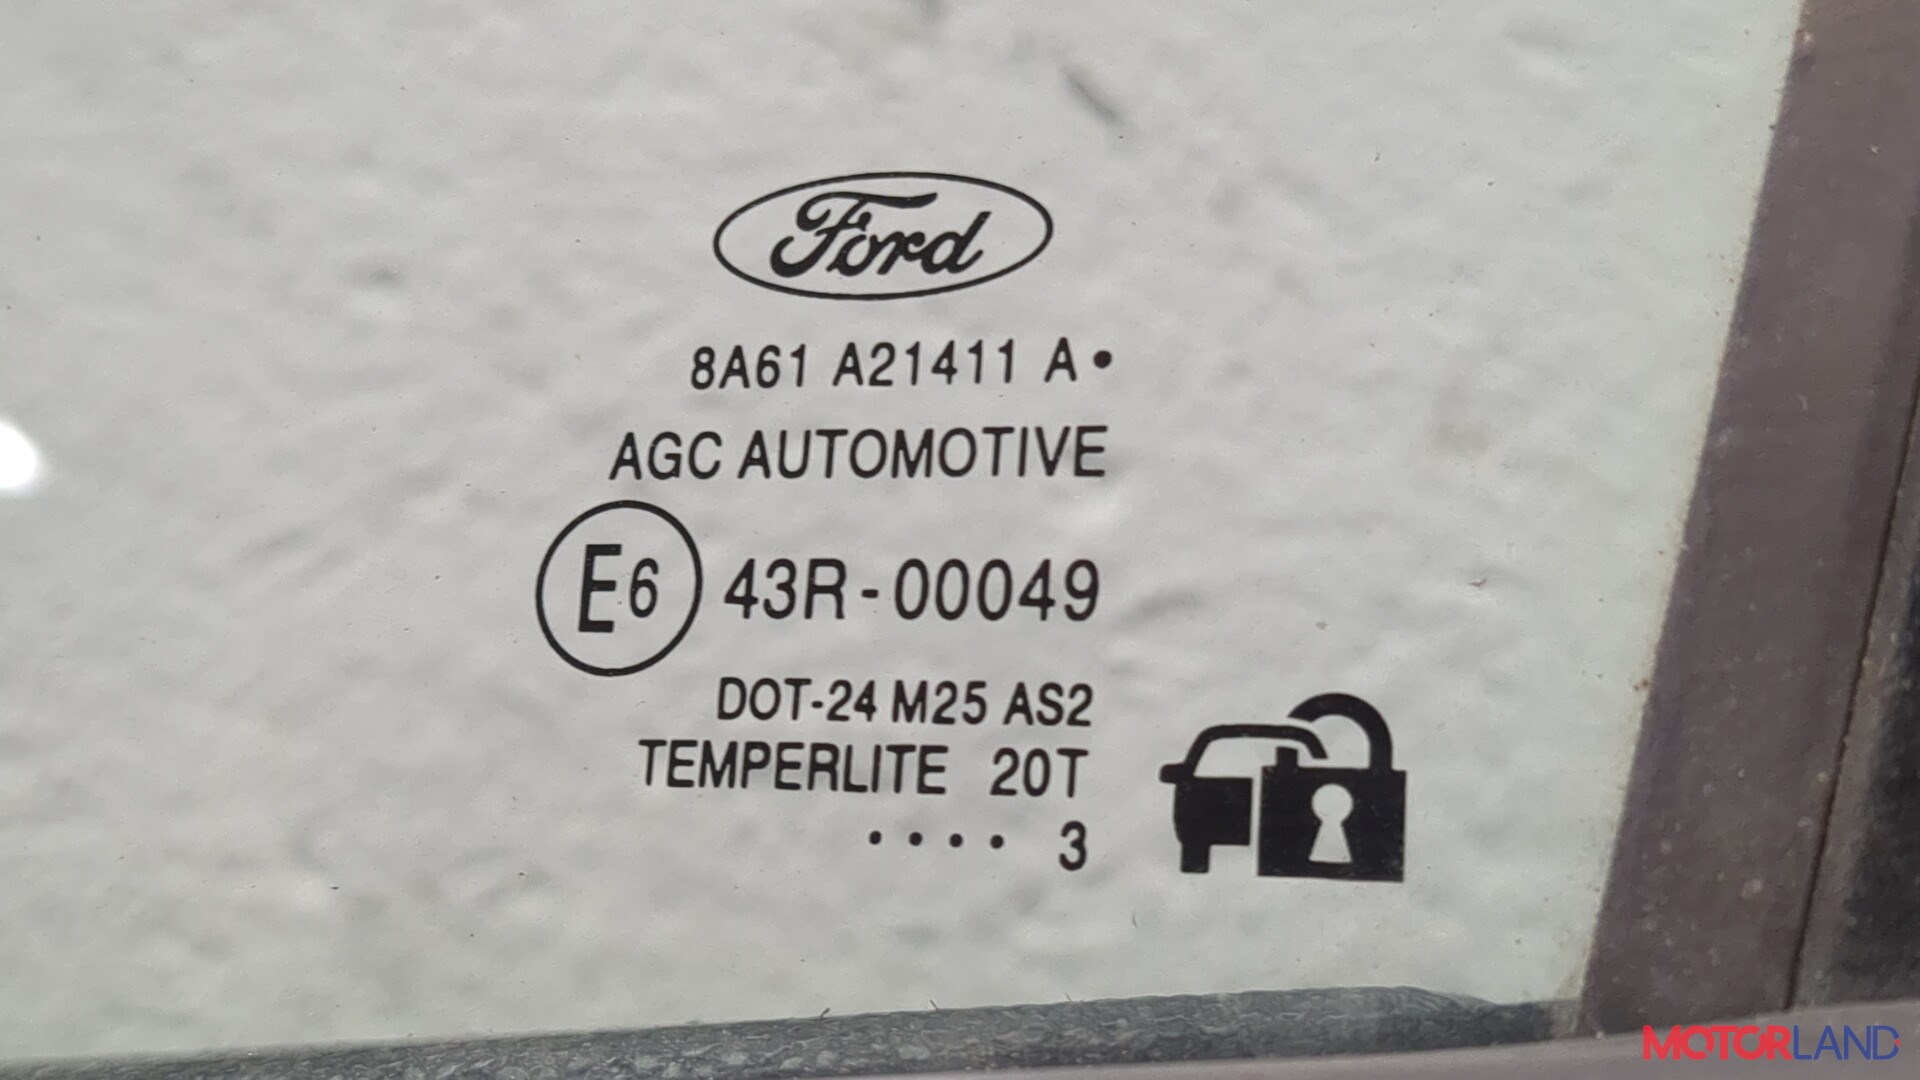 Ford
8A61 A21411 A•
AGC AUTOMOTIVE
E6 43R-00049
DOT-24 M25 AS2
TEMPERLITE 20T
•••• 3
MOTORLAND